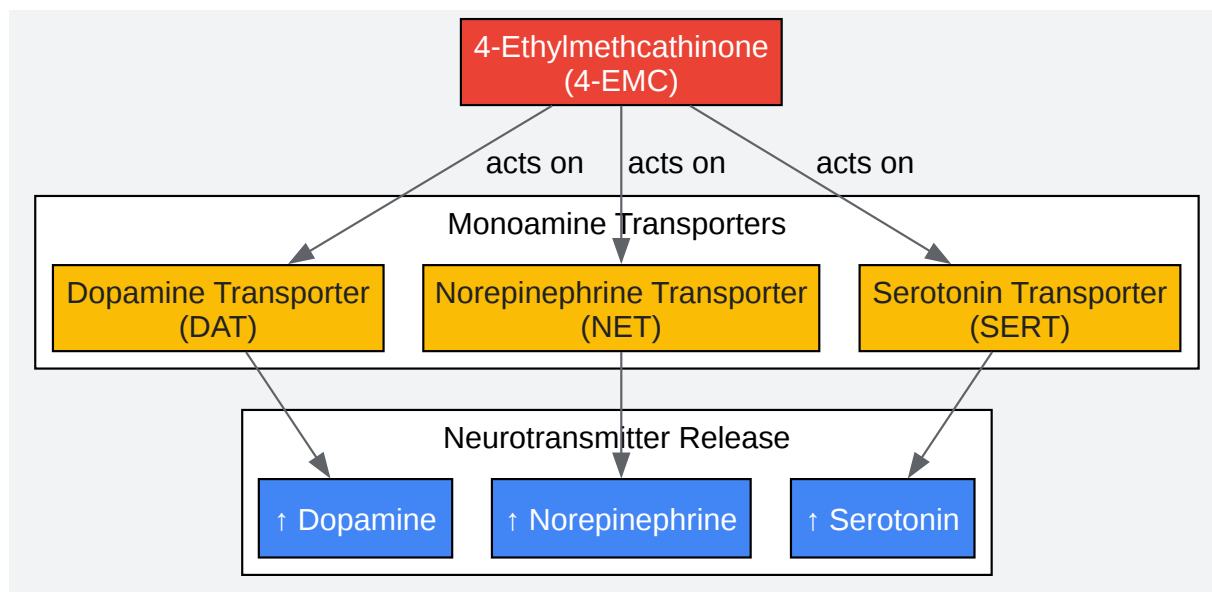 4-Ethylmethcathinone
(4-EMC)
acts on
acts on
acts on
Monoamine Transporters
Dopamine Transporter
(DAT)
Norepinephrine Transporter
(NET)
Serotonin Transporter
(SERT)
Neurotransmitter Release
↑ Dopamine
↑ Norepinephrine
↑ Serotonin